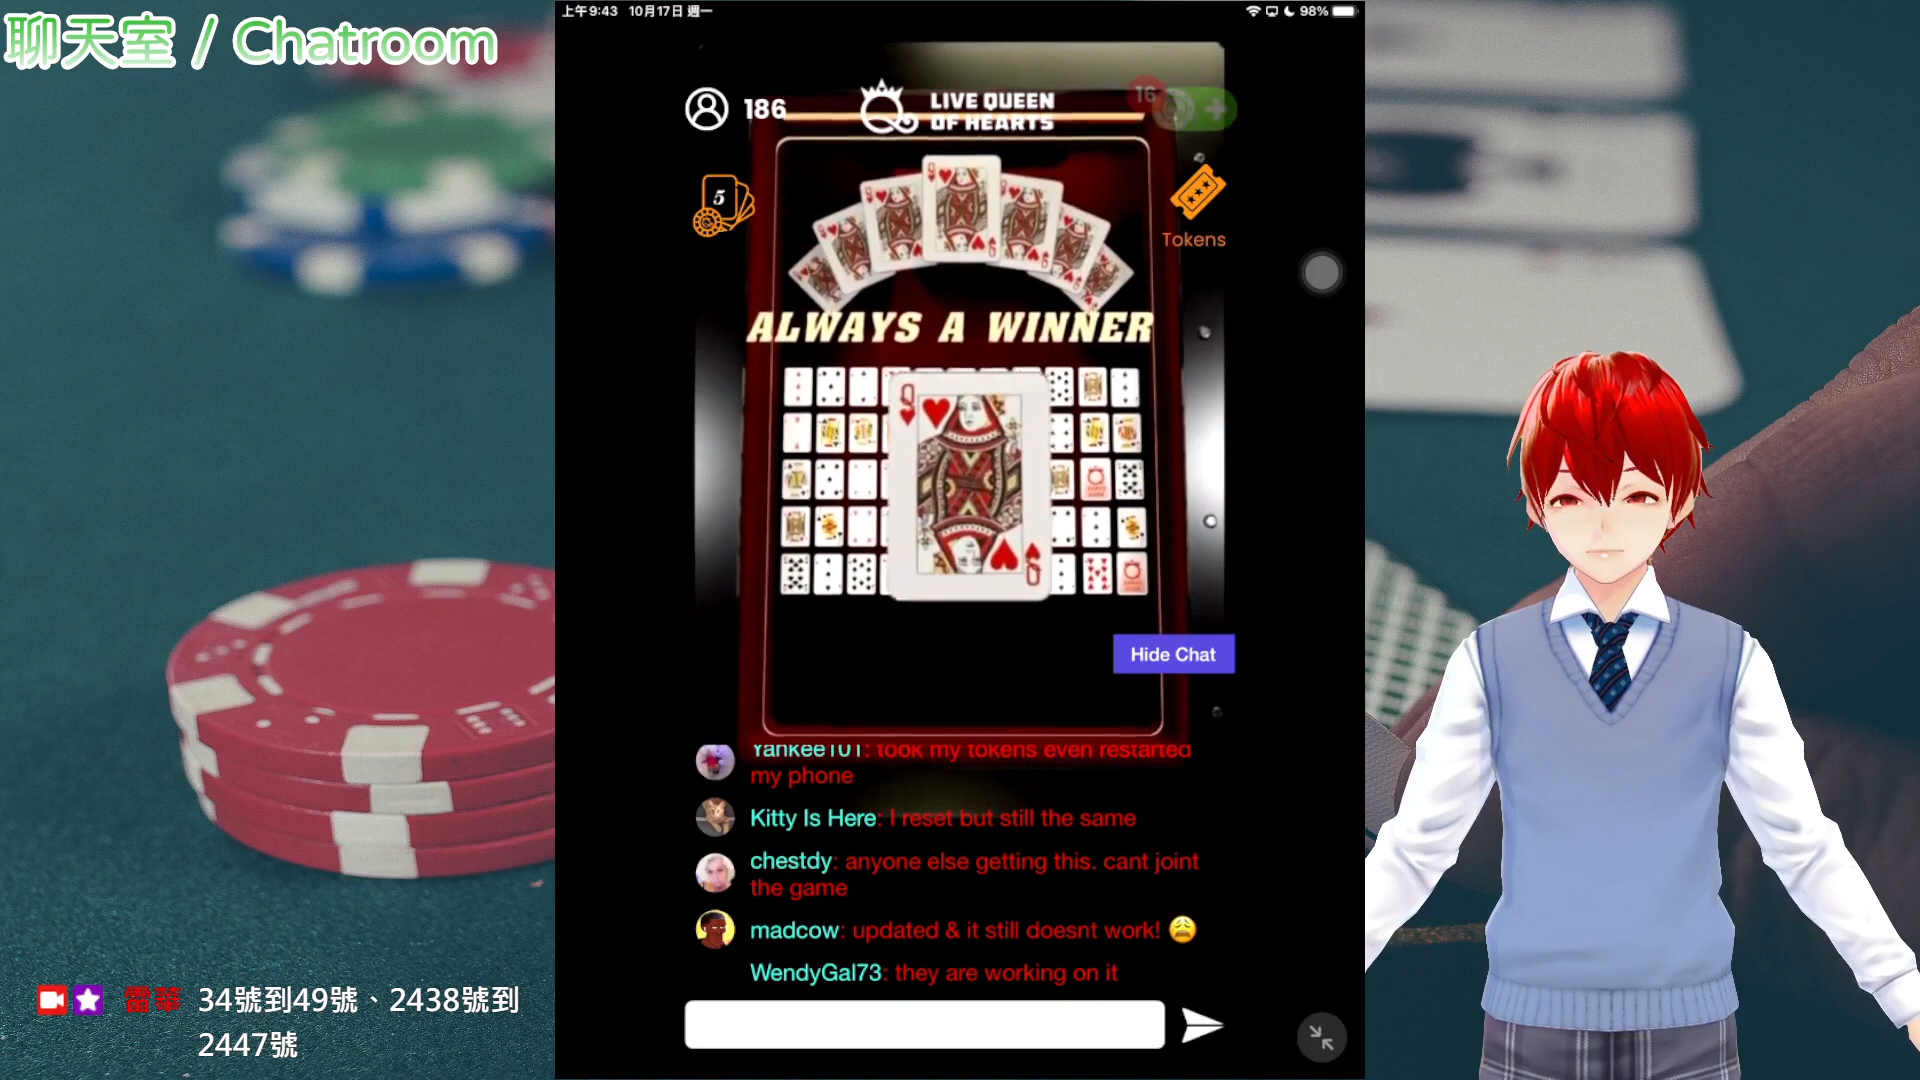 聊天室 / Chatroom
上午9:43 10月17日 週一
98%
186
LIVE QUEEN
OF HEARTS
16
5
Tokens
ALWAYS A WINNER
Q
Hide Chat
Yankee101: took my tokens even restarted
my phone
Kitty Is Here: I reset but still the same
chestdy: anyone else getting this. cant joint
the game
madcow: updated & it still doesnt work! 😩
WendyGal73: they are working on it
雷華 34號到49號、2438號到
2447號